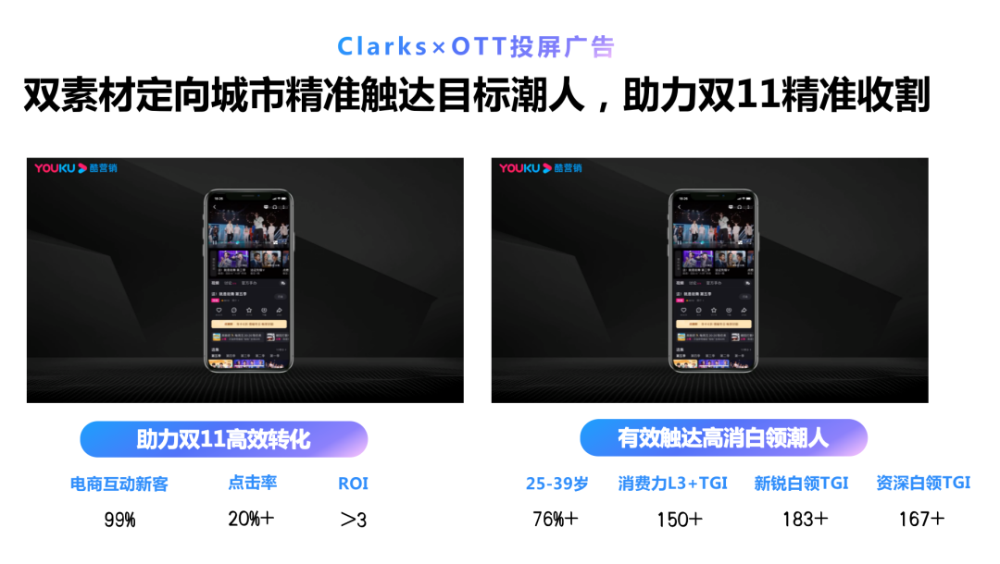 Clarks×OTT投屏广告
双素材定向城市精准触达目标潮人，助力双11精准收割
YOUKU 酷营销
YOUKU 酷营销
助力双11高效转化
有效触达高消白领潮人
电商互动新客 点击率 ROI
99% 20%+ >3
25-39岁 消费力L3+TGI 新锐白领TGI 资深白领TGI
76%+ 150+ 183+ 167+